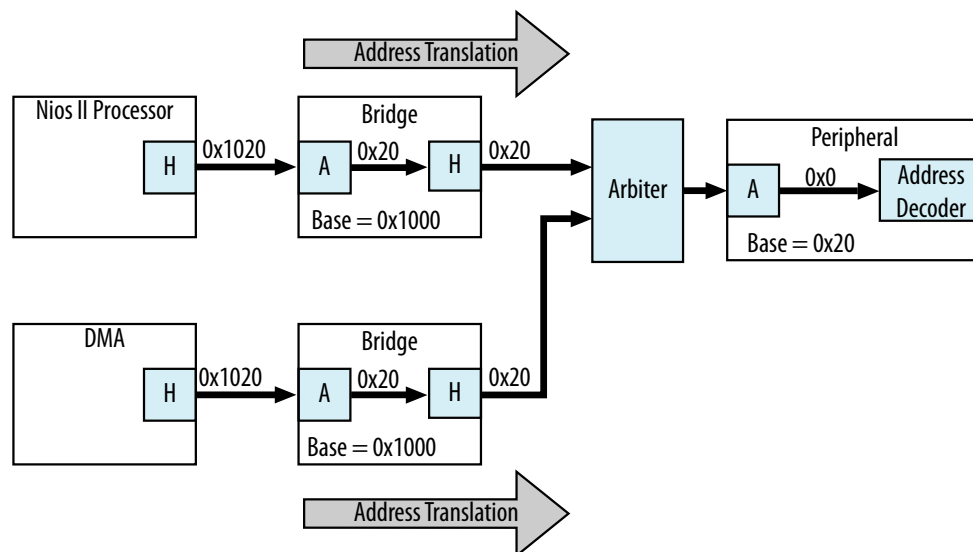 Address Translation
Nios II Processor
H
0x1020
Bridge
A
0x20
H
0x20
Base = 0x1000
Arbiter
Peripheral
A
0x0
Address
Decoder
Base = 0x20
DMA
H
0x1020
Bridge
A
0x20
H
0x20
Base = 0x1000
Address Translation